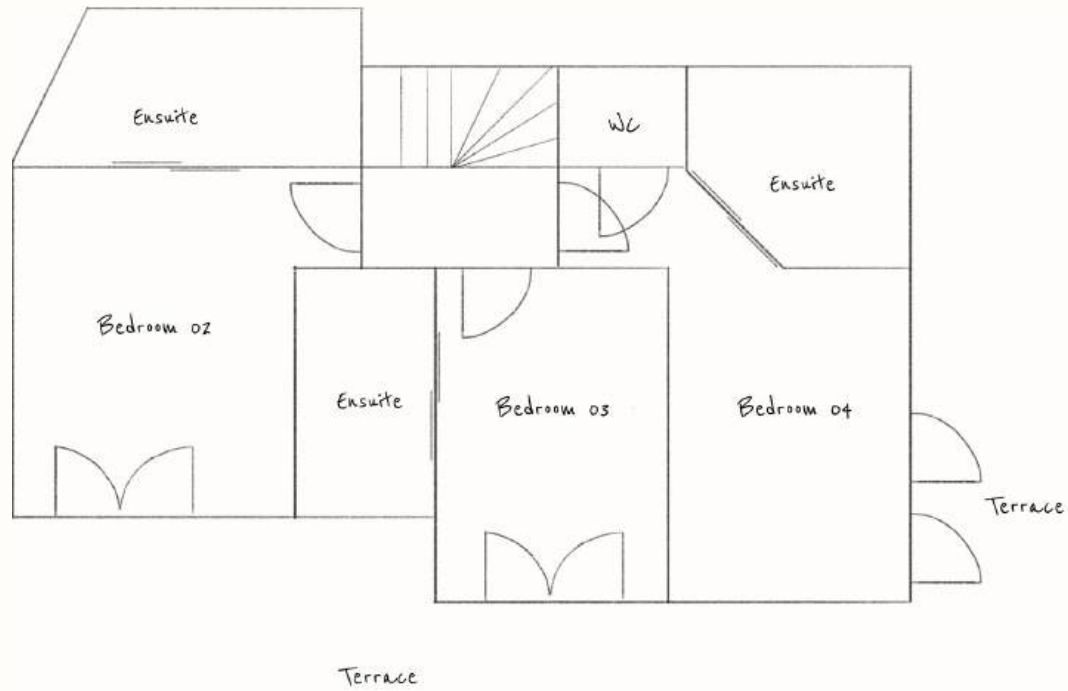 Ensuite
WC
Ensuite
Bedroom 02
Ensuite
Bedroom 03
Bedroom 04
Terrace
Terrace